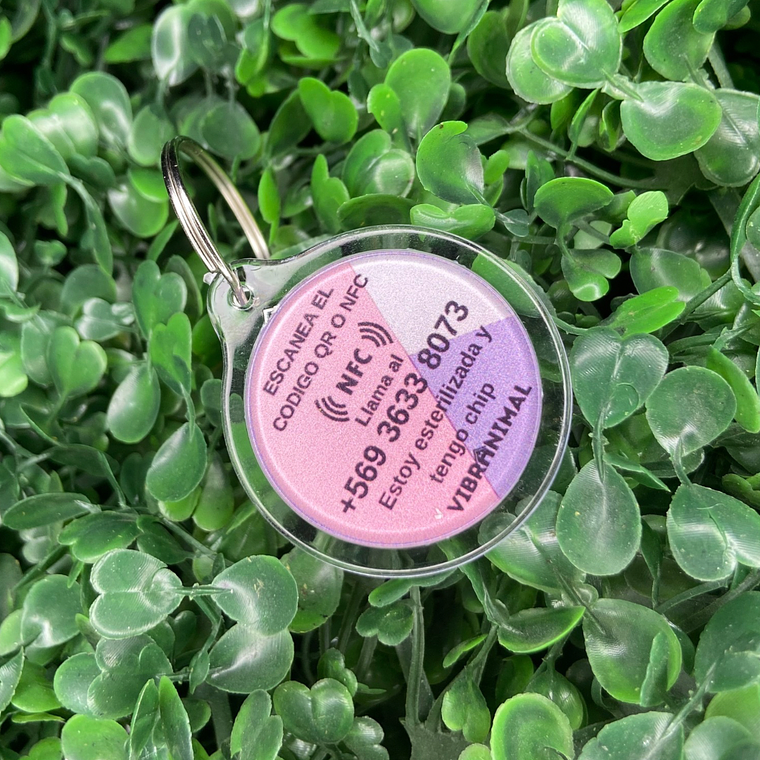 ESCANEA EL
CODIGO QR O NFC
NFC
Llama al
+569 3633 8073
Estoy esterilizada y
tengo chip
VIBRANIMAL